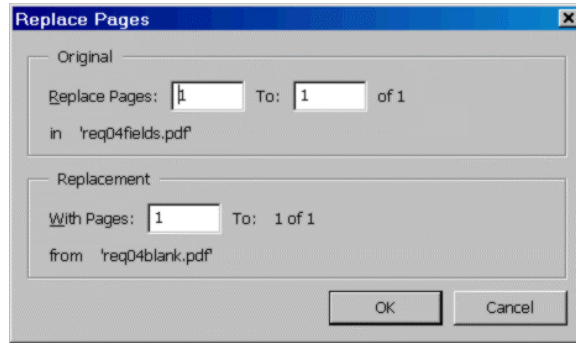 Replace Pages
Original
Replace Pages: 1 To: 1 of 1
in 'req04fields.pdf'
Replacement
With Pages: 1 To: 1 of 1
from 'req04blank.pdf'
OK Cancel